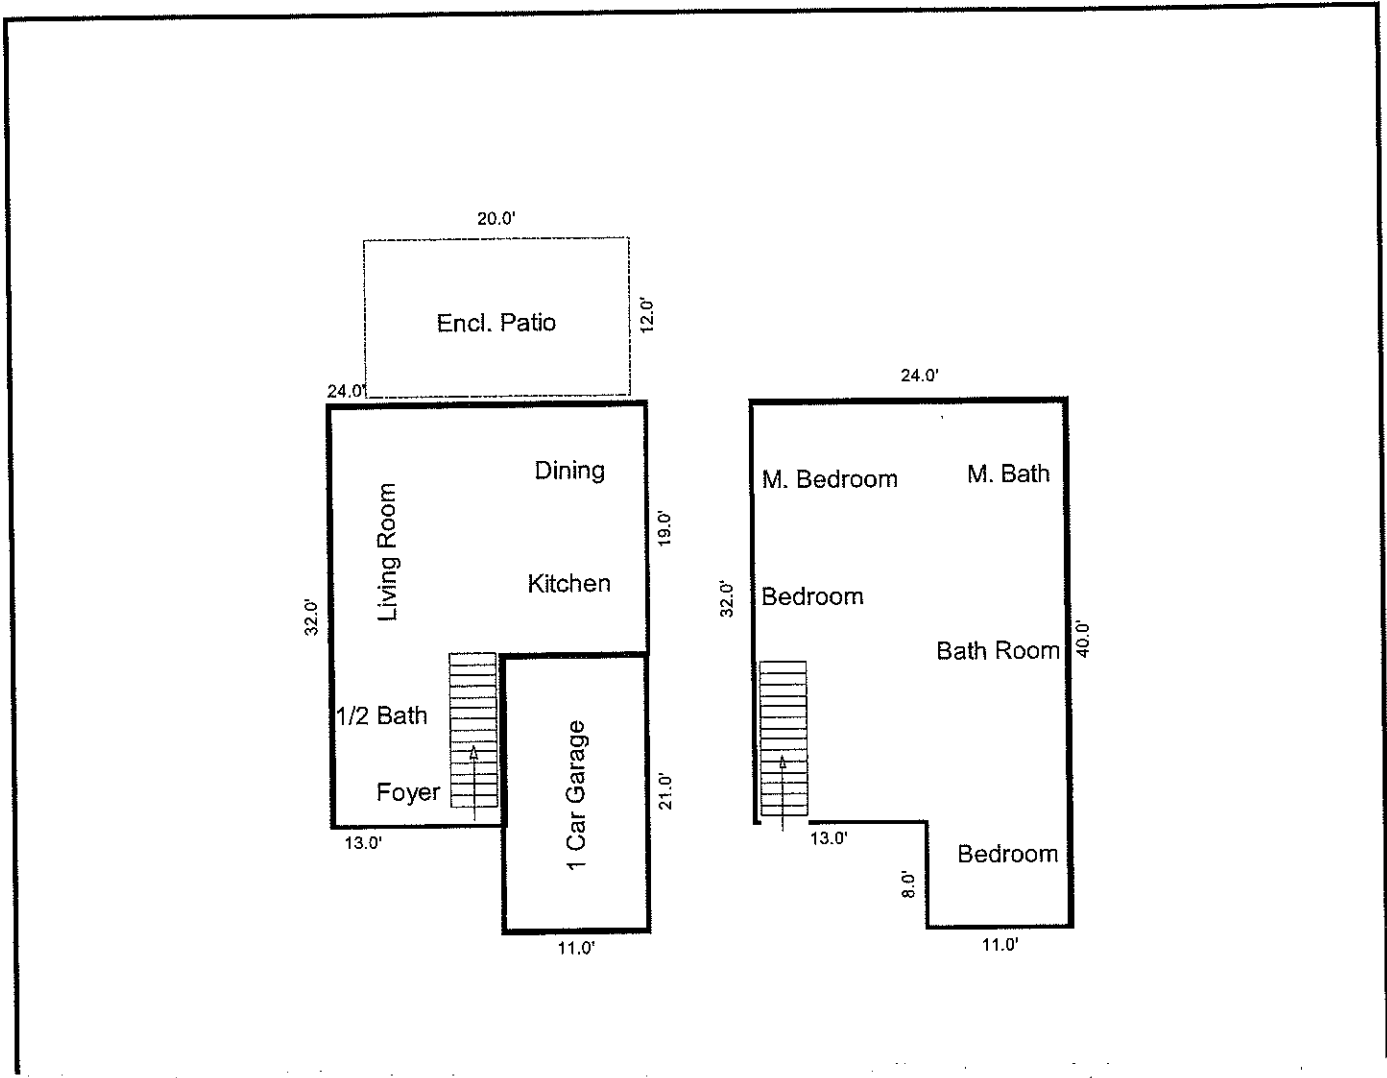 20.0'
Encl. Patio
12.0'
24.0'
Dining
Living Room
19.0'
Kitchen
32.0'
1/2 Bath
Foyer
1 Car Garage
21.0'
13.0'
11.0'
24.0'
M. Bedroom
M. Bath
32.0'
Bedroom
Bath Room
40.0'
13.0'
Bedroom
8.0'
11.0'